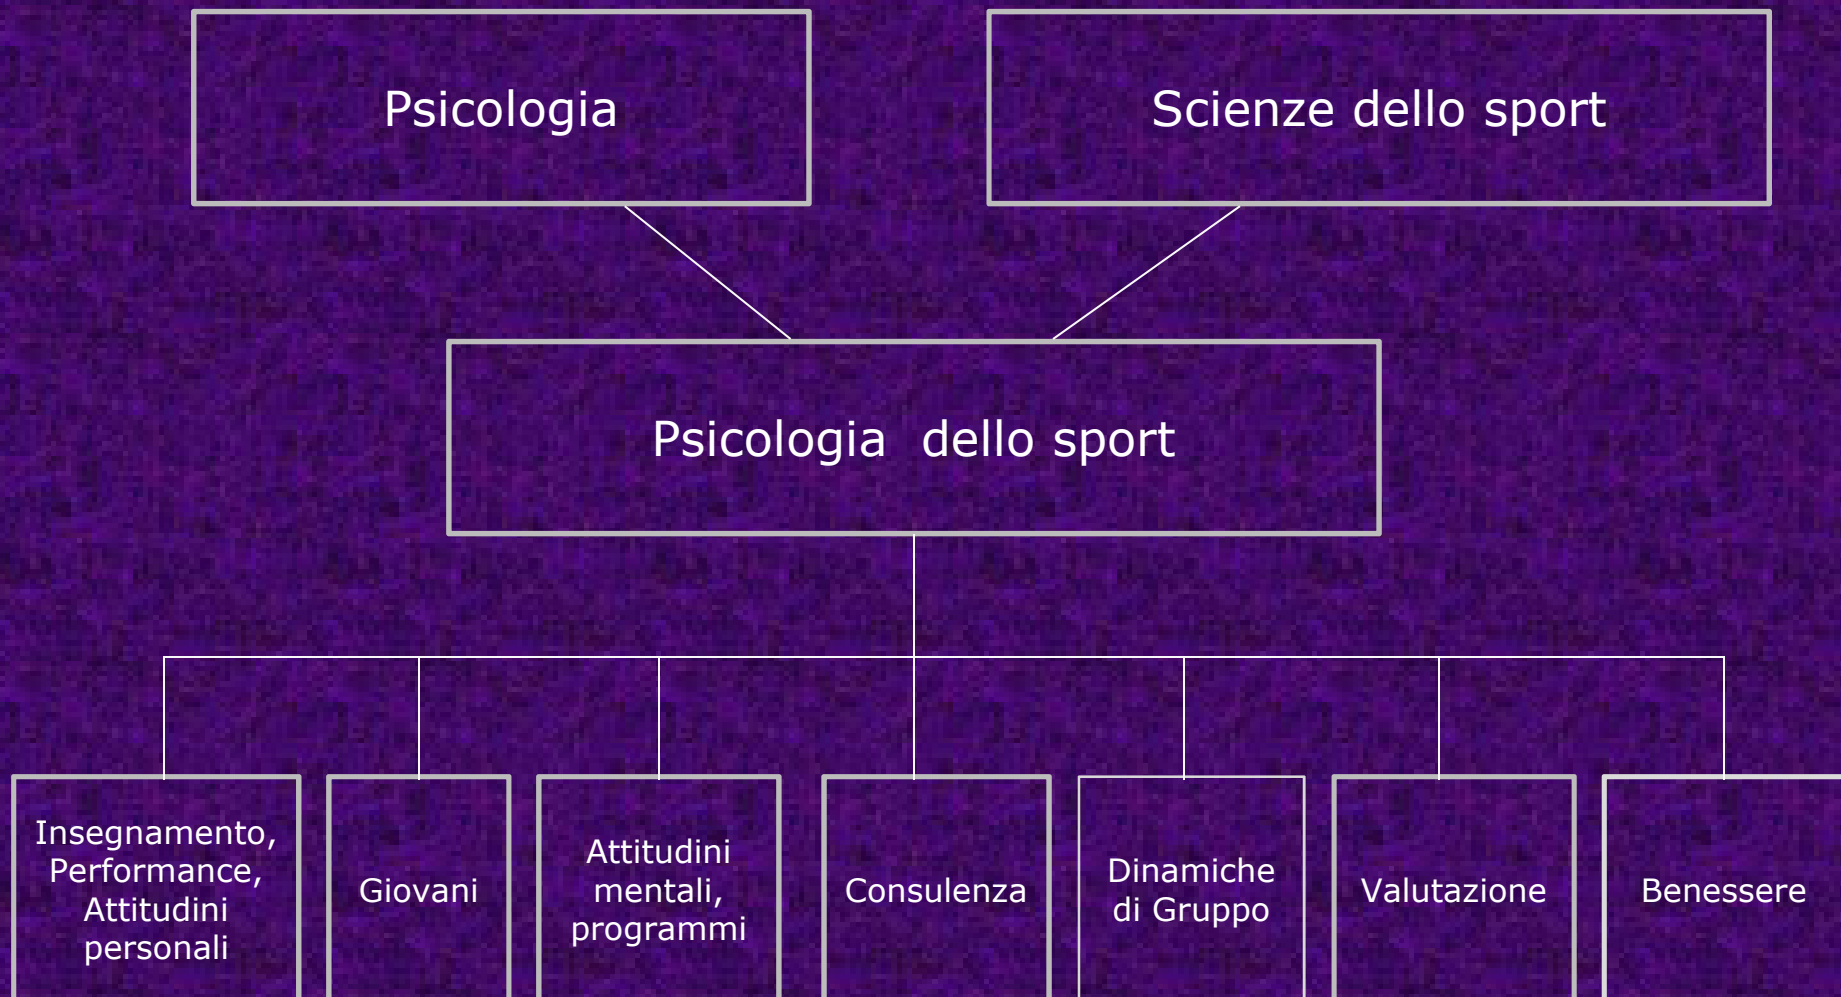 Psicologia
Scienze dello sport
Psicologia  dello sport
Insegnamento,
Performance,
Attitudini
personali
Giovani
Attitudini
mentali,
programmi
Consulenza
Dinamiche
di Gruppo
Valutazione
Benessere